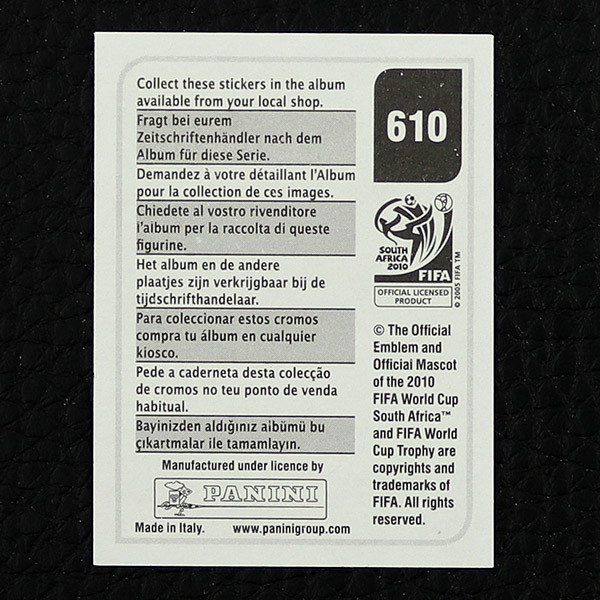 Collect these stickers in the album
available from your local shop.
Fragt bei eurem
Zeitschriftenhändler nach dem
Album für diese Serie.
Demandez à votre détaillant l'Album
pour la collection de ces images.
Chiedete al vostro rivenditore
l'album per la raccolta di queste
figurine.
Het album en de andere
plaatjes zijn verkrijgbaar bij de
tijdschrifthandelaar.
Para coleccionar estos cromos
compra tu álbum en cualquier
kiosco.
Pede a caderneta desta colecção
de cromos no teu ponto de venda
habitual.
Bayinizden aldığınız albümü bu
çıkartmalar ile tamamlayın.
Manufactured under licence by
PANINI
Made in Italy. www.paninigroup.com
610
SOUTH
AFRICA
2010
FIFA
OFFICIAL LICENSED
PRODUCT
© 2005 FIFA TM
© The Official
Emblem and
Official Mascot
of the 2010
FIFA World Cup
South Africa™
and FIFA World
Cup Trophy are
copyrights and
trademarks of
FIFA. All rights
reserved.